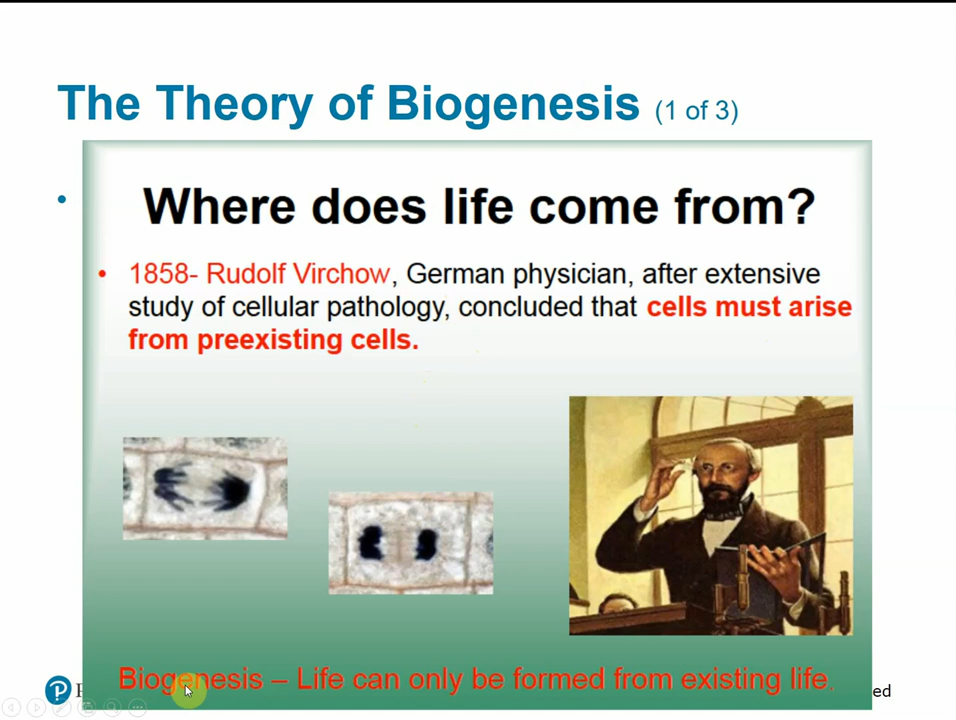 The Theory of Biogenesis (1 of 3)
• Where does life come from?
• 1858- Rudolf Virchow, German physician, after extensive
study of cellular pathology, concluded that cells must arise
from preexisting cells.
Biogenesis – Life can only be formed from existing life.